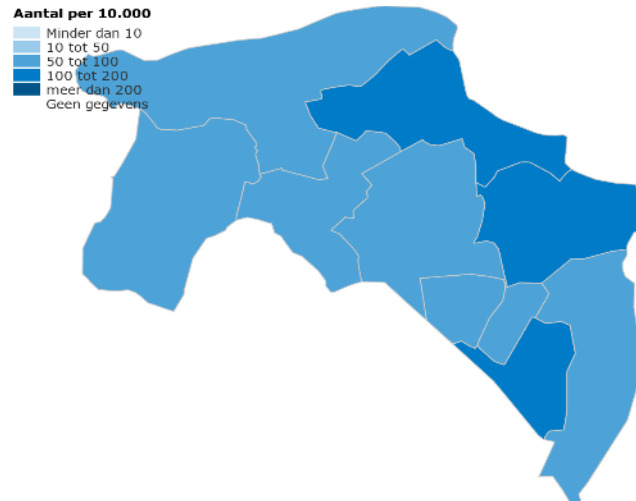 Aantal per 10.000
Minder dan 10
10 tot 50
50 tot 100
100 tot 200
meer dan 200
Geen gegevens